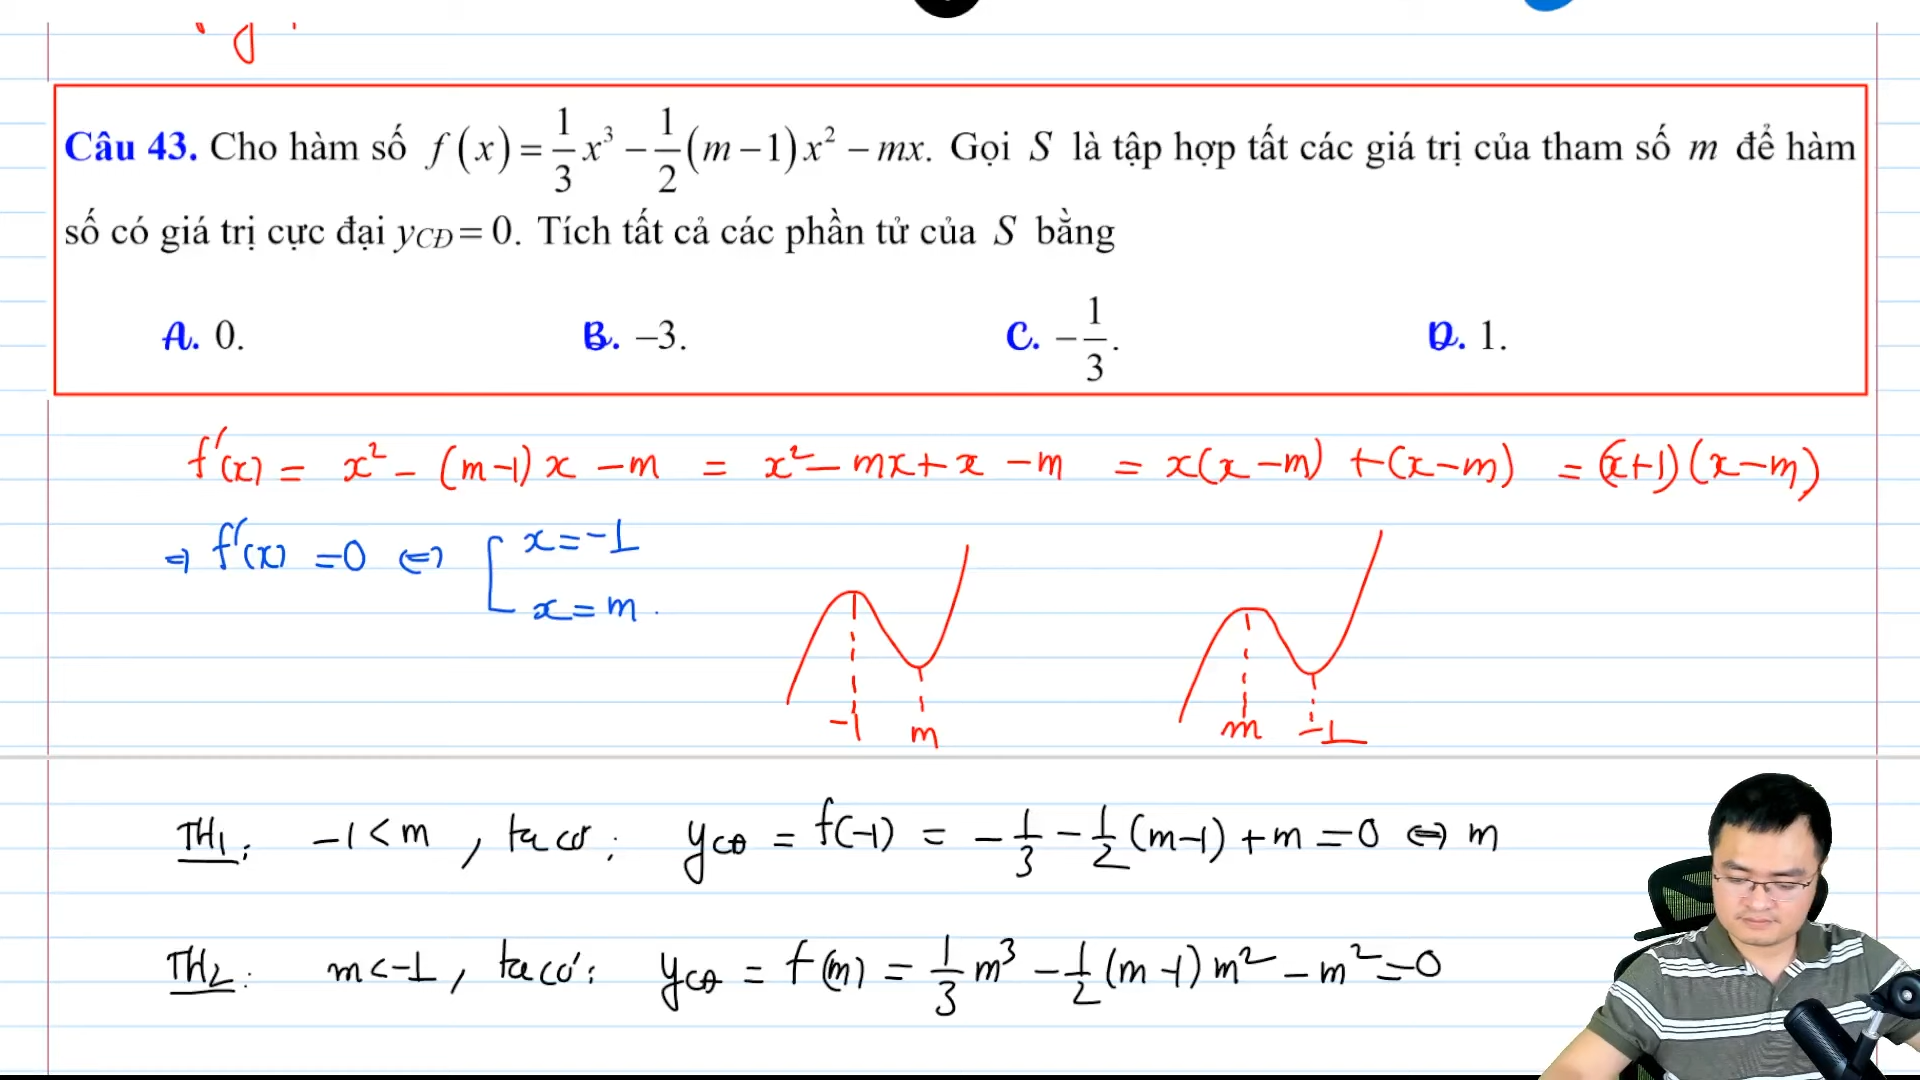 Câu 43. Cho hàm số f(x) = 1/3 x³ − 1/2 (m−1)x² − mx. Gọi S là tập hợp tất các giá trị của tham số m để hàm
số có giá trị cực đại yCĐ = 0. Tích tất cả các phần tử của S bằng
A. 0. B. –3. C. −1/3. D. 1.
f'(x) = x² − (m−1)x − m = x² − mx + x − m = x(x−m) + (x−m) = (x+1)(x−m)
⇒ f'(x) = 0 ⇔ [ x = −1
x = m.
−1 m m −1
TH1: −1 < m, ta có: yCĐ = f(−1) = −1/3 − 1/2 (m−1) + m = 0 ⇔ m
TH2: m < −1, ta có: yCĐ = f(m) = 1/3 m³ − 1/2 (m−1)m² − m² = 0